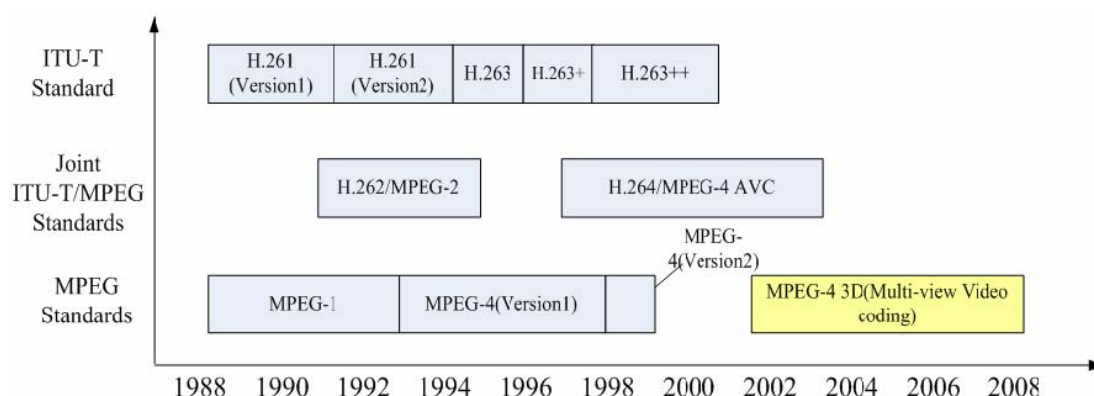 ITU-T
Standard
H.261
(Version1)
H.261
(Version2)
H.263
H.263+
H.263++
Joint
ITU-T/MPEG
Standards
H.262/MPEG-2
H.264/MPEG-4 AVC
MPEG-
4(Version2)
MPEG
Standards
MPEG-1
MPEG-4(Version1)
MPEG-4 3D(Multi-view Video
coding)
1988 1990 1992 1994 1996 1998 2000 2002 2004 2006 2008